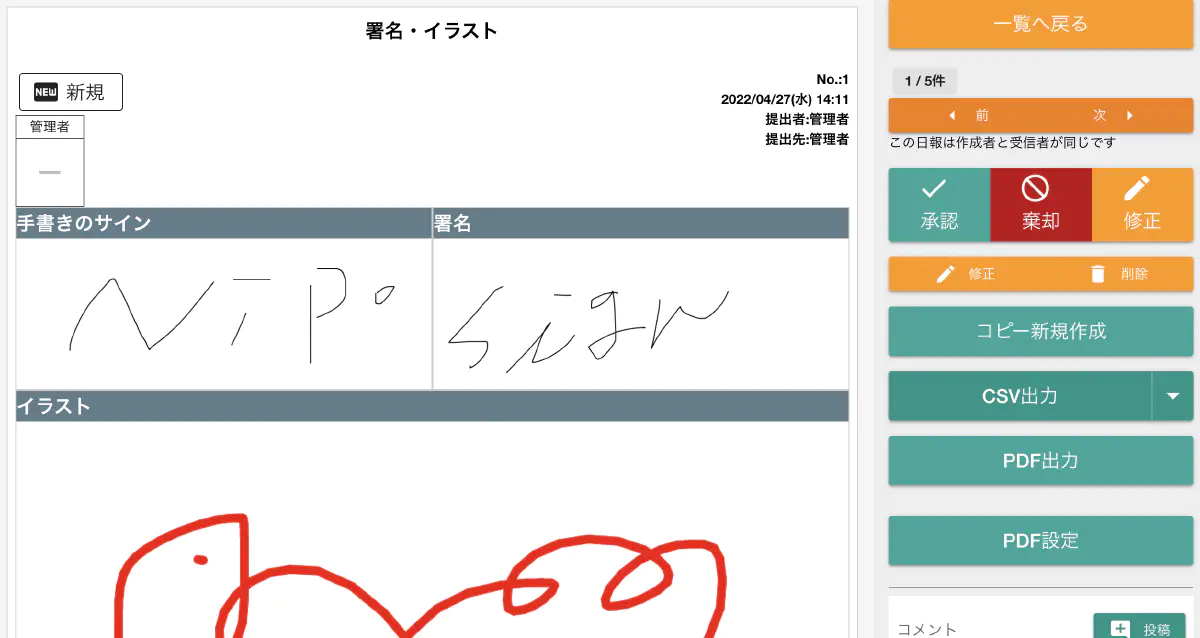 署名・イラスト
NEW 新規
No.:1
2022/04/27(水) 14:11
提出者:管理者
提出先:管理者
管理者
手書きのサイン
署名
NiPo
Sign
イラスト
一覧へ戻る
1 / 5件
前
次
この日報は作成者と受信者が同じです
承認
棄却
修正
修正
削除
コピー新規作成
CSV出力
PDF出力
PDF設定
コメント
投稿